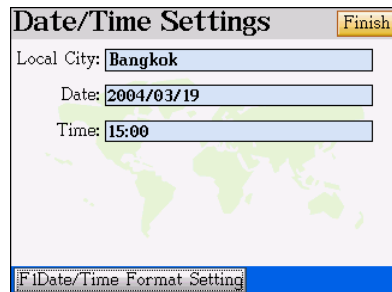 Date/Time Settings
Finish
Local City: Bangkok
Date: 2004/03/19
Time: 15:00
F1Date/Time Format Setting